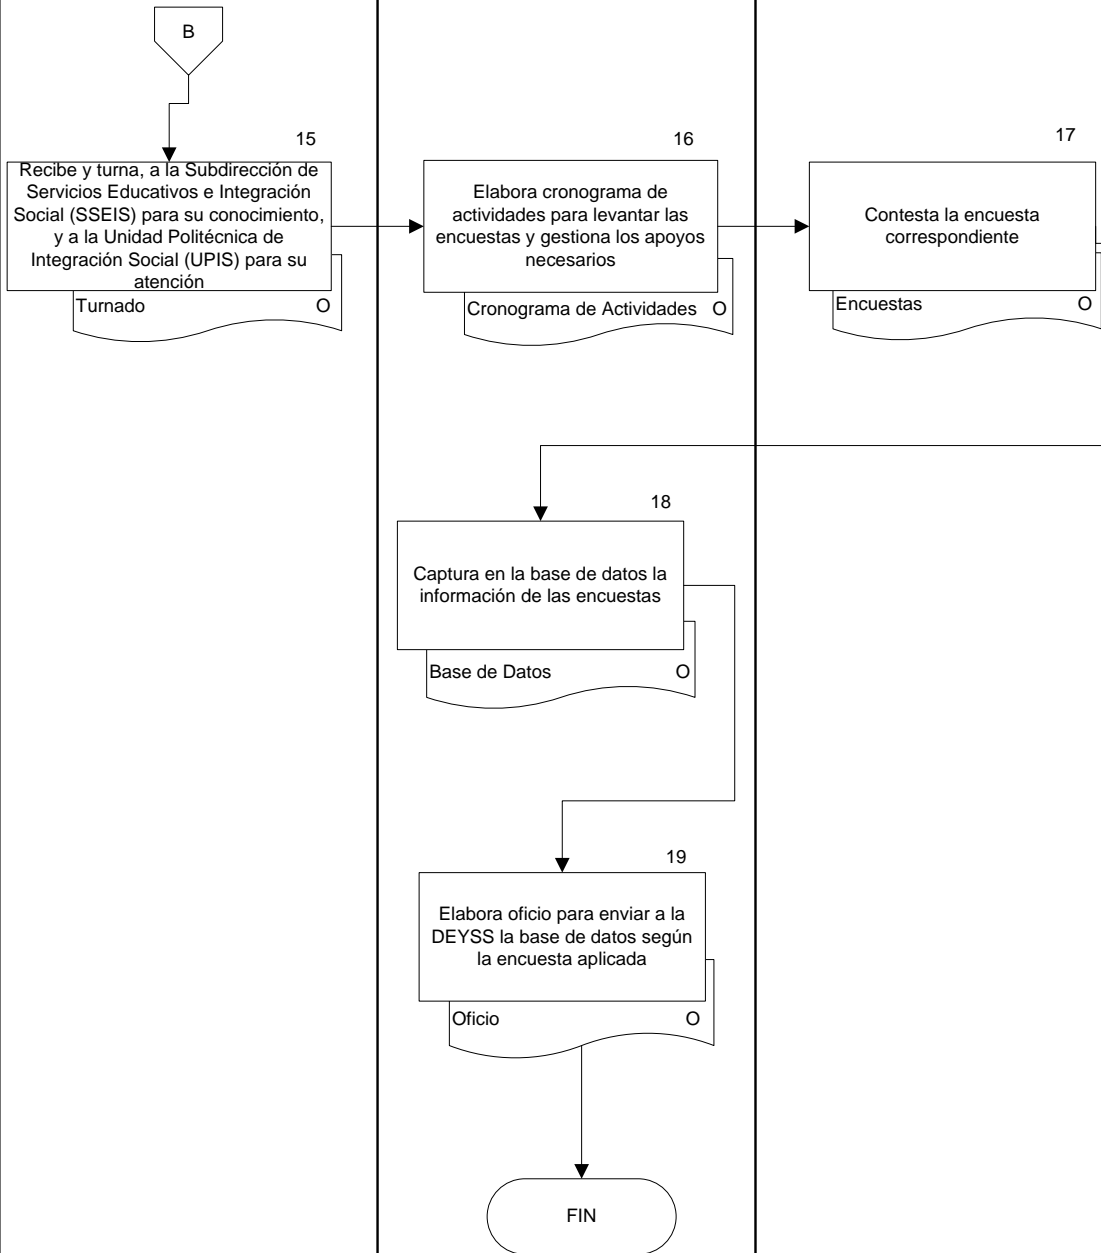 B
15
Recibe y turna, a la Subdirección de
Servicios Educativos e Integración
Social (SSEIS) para su conocimiento,
y a la Unidad Politécnica de
Integración Social (UPIS) para su
atención
Turnado O
16
Elabora cronograma de
actividades para levantar las
encuestas y gestiona los apoyos
necesarios
Cronograma de Actividades O
17
Contesta la encuesta
correspondiente
Encuestas O
18
Captura en la base de datos la
información de las encuestas
Base de Datos O
19
Elabora oficio para enviar a la
DEYSS la base de datos según
la encuesta aplicada
Oficio O
FIN